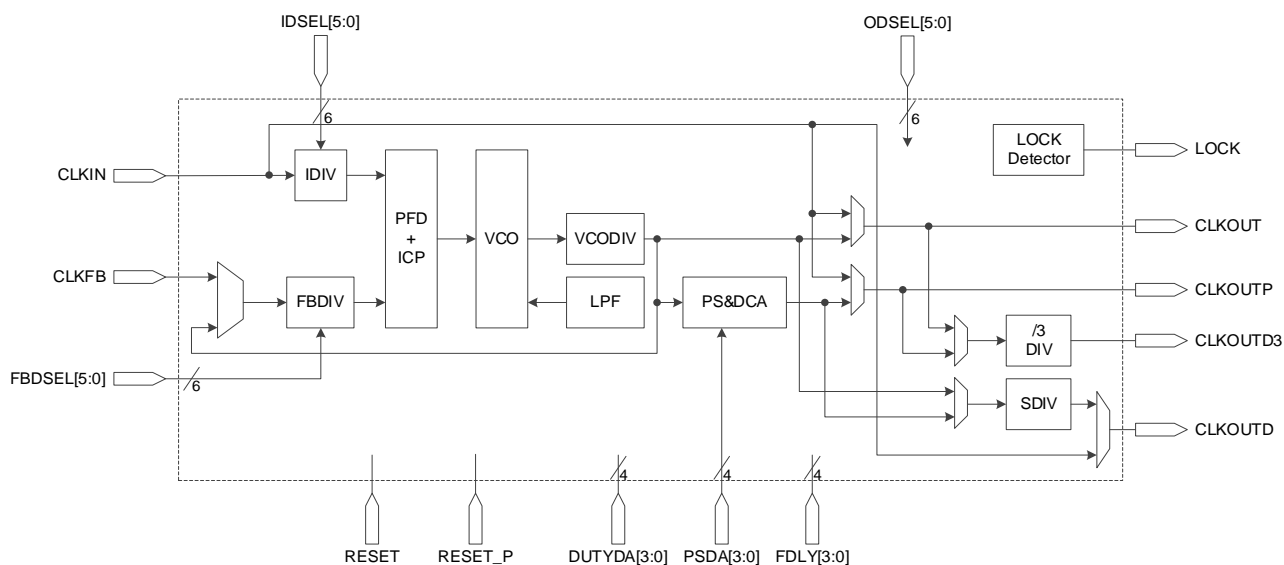 IDSEL[5:0]
ODSEL[5:0]
6
6
LOCK
Detector
LOCK
CLKIN
IDIV
PFD
+
ICP
VCO
VCODIV
CLKOUT
CLKFB
FBDIV
LPF
PS&DCA
CLKOUTP
/3
DIV
CLKOUTD3
FBDSEL[5:0]
6
SDIV
CLKOUTD
4
4
4
RESET
RESET_P
DUTYDA[3:0]
PSDA[3:0]
FDLY[3:0]